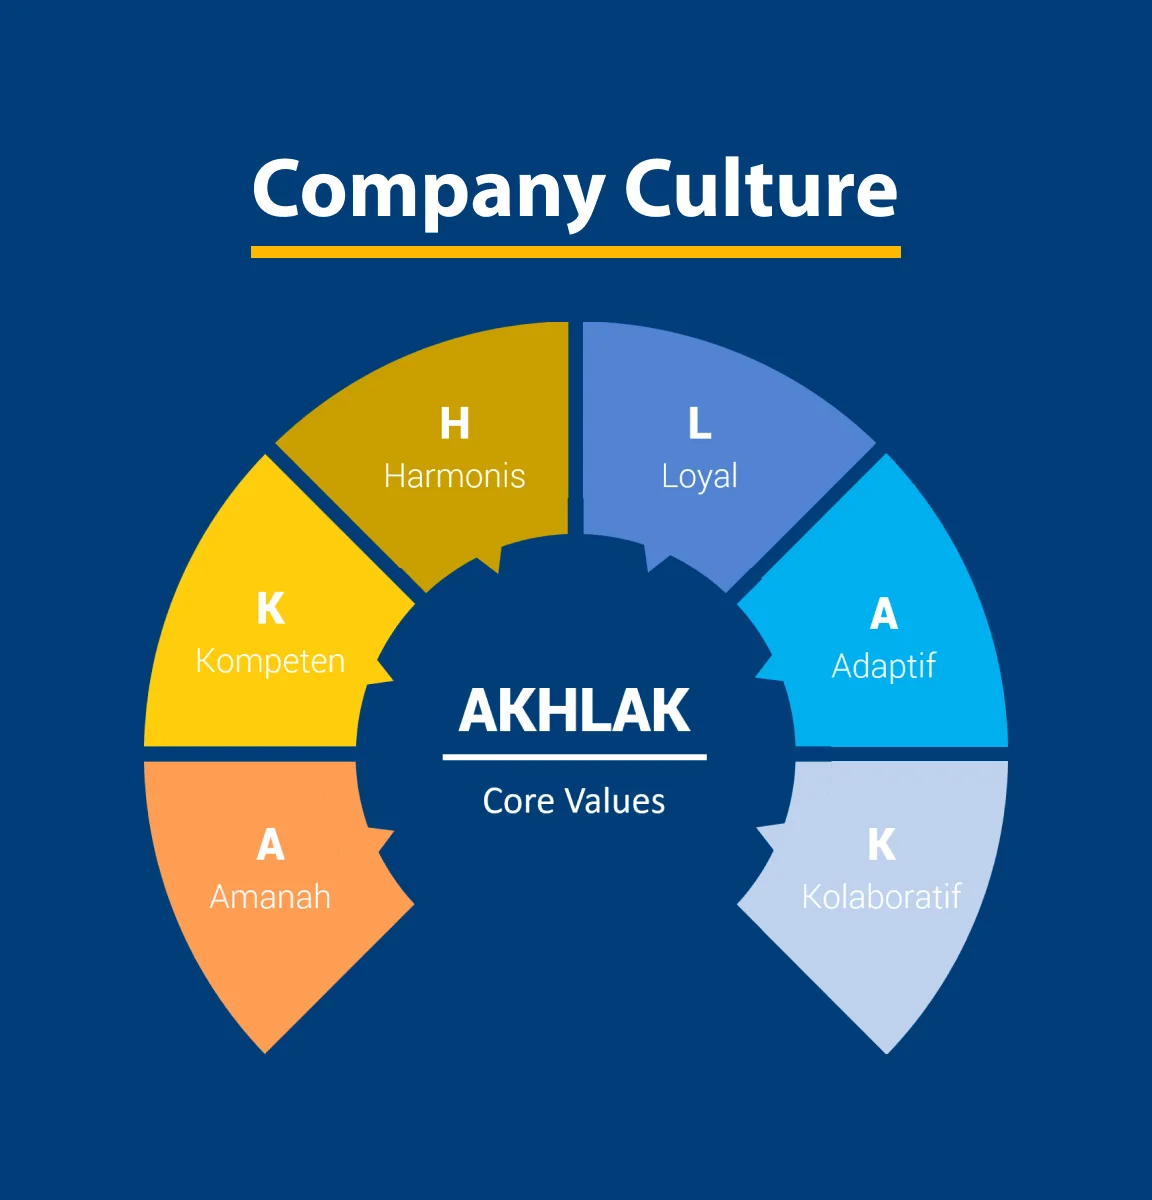 Company Culture
A
Amanah
K
Kompeten
H
Harmonis
L
Loyal
A
Adaptif
K
Kolaboratif
AKHLAK
Core Values